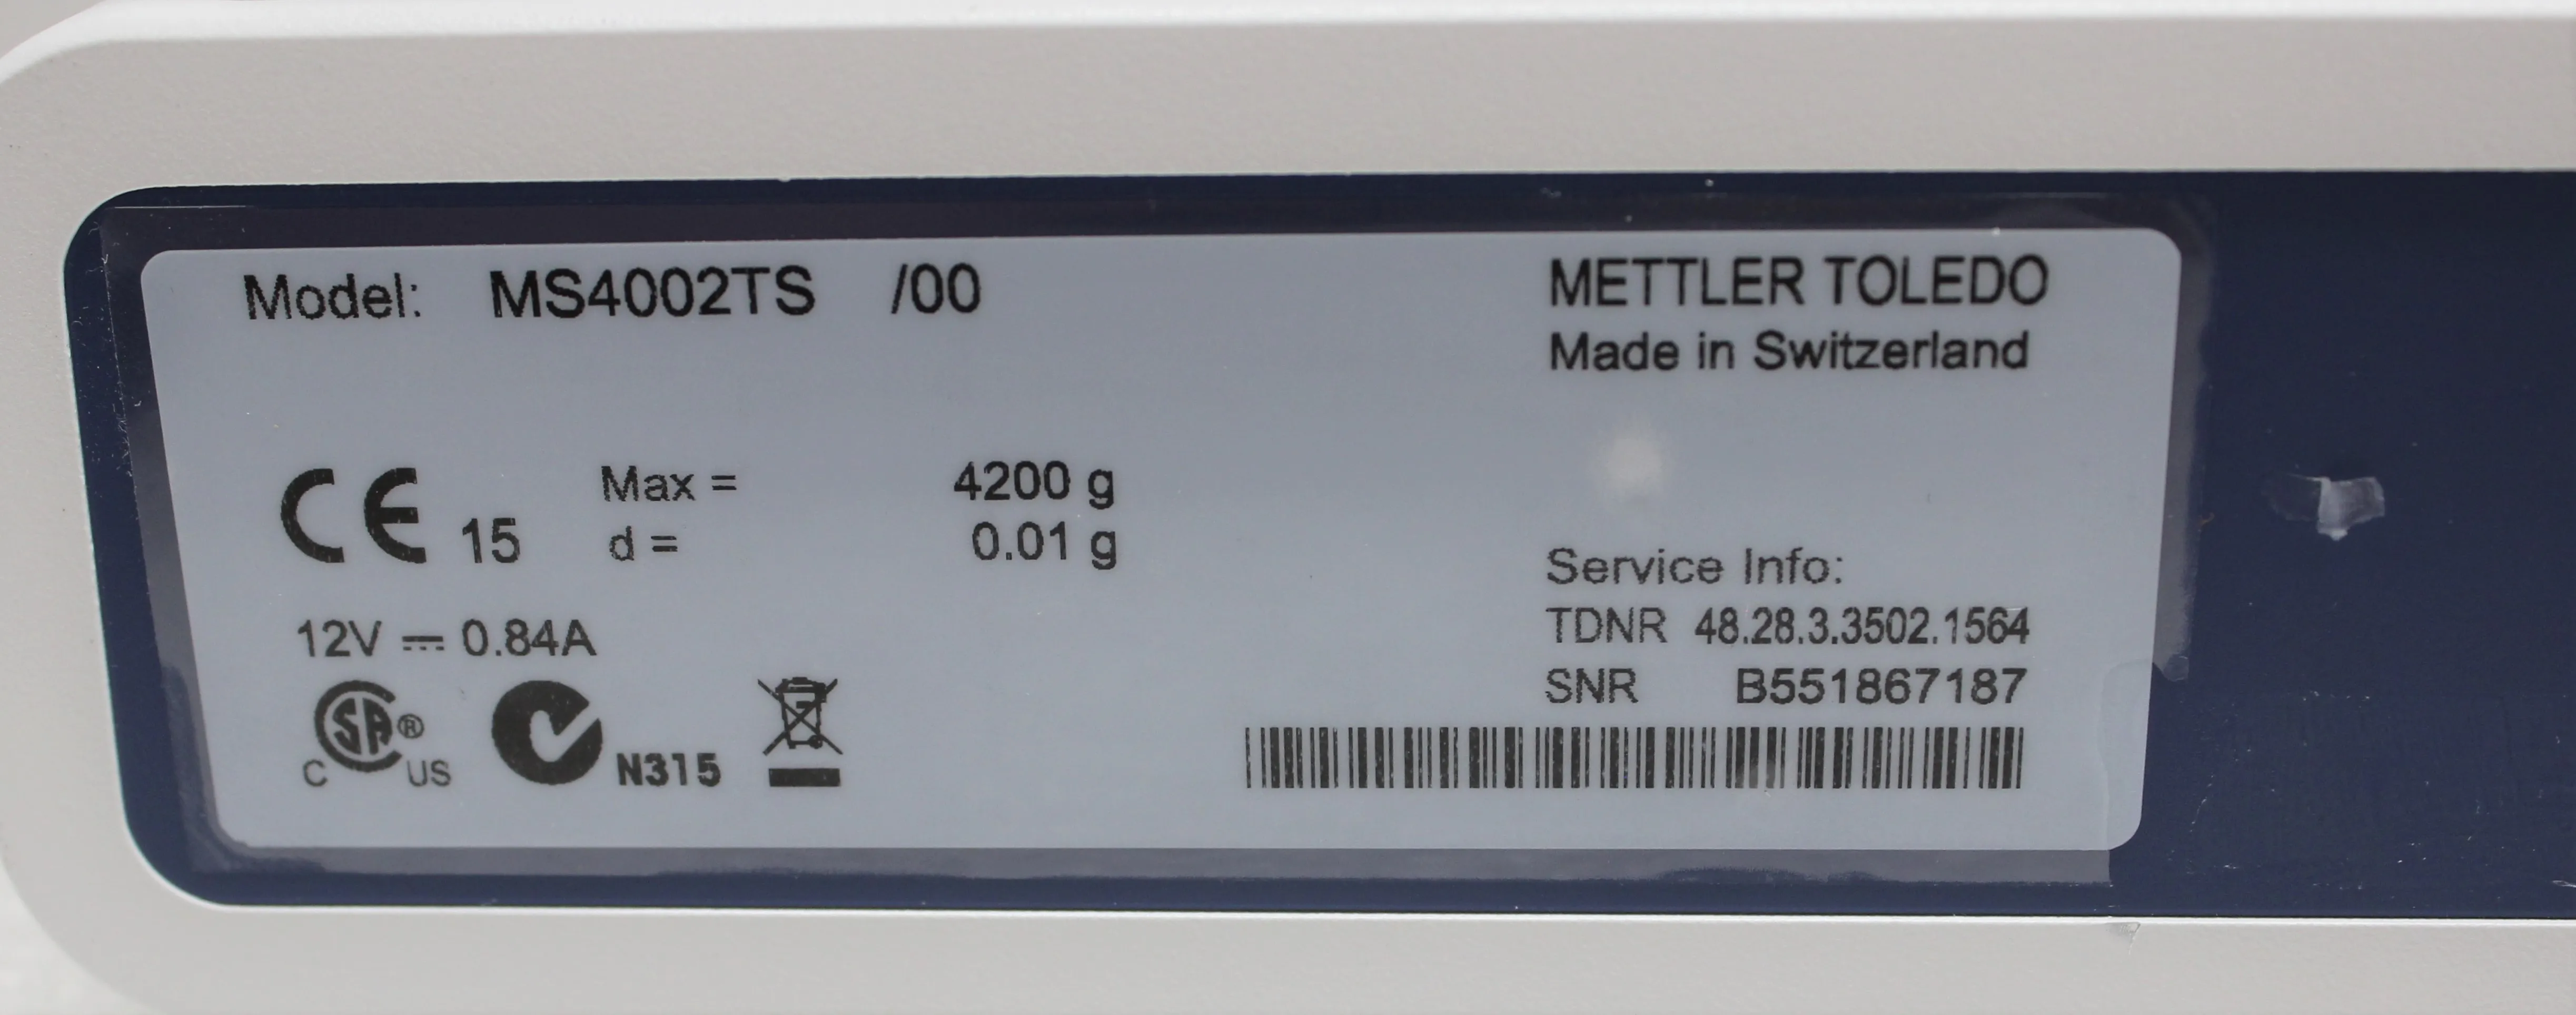 Model: MS4002TS /00
METTLER TOLEDO
Made in Switzerland
CE 15
Max = 4200 g
d = 0.01 g
12V ⎓ 0.84A
Service Info:
TDNR 48.28.3.3502.1564
SNR B551867187
C SA ® US
N315